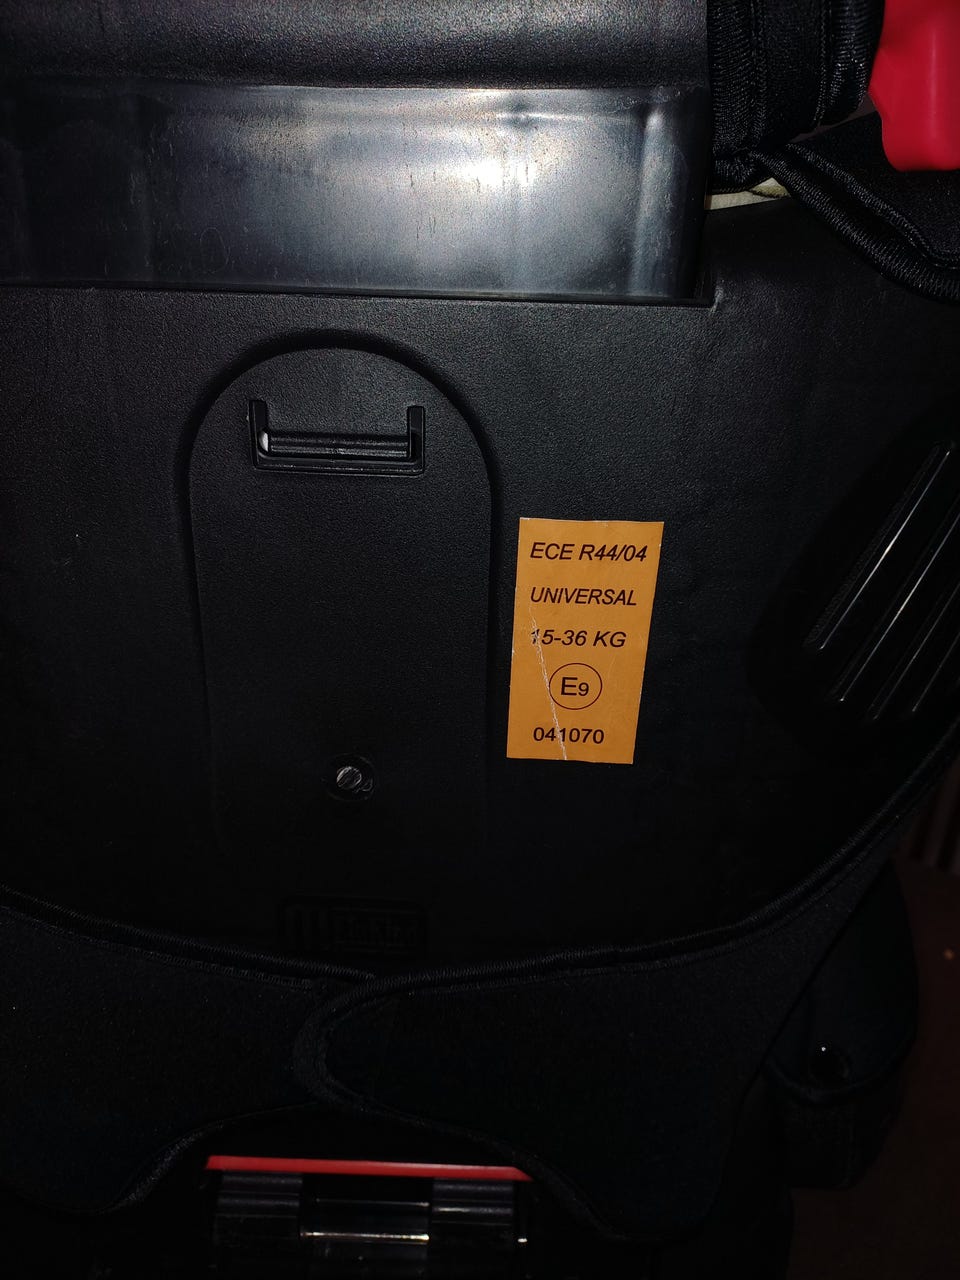 ECE R44/04
UNIVERSAL
15-36 KG
E9
041070